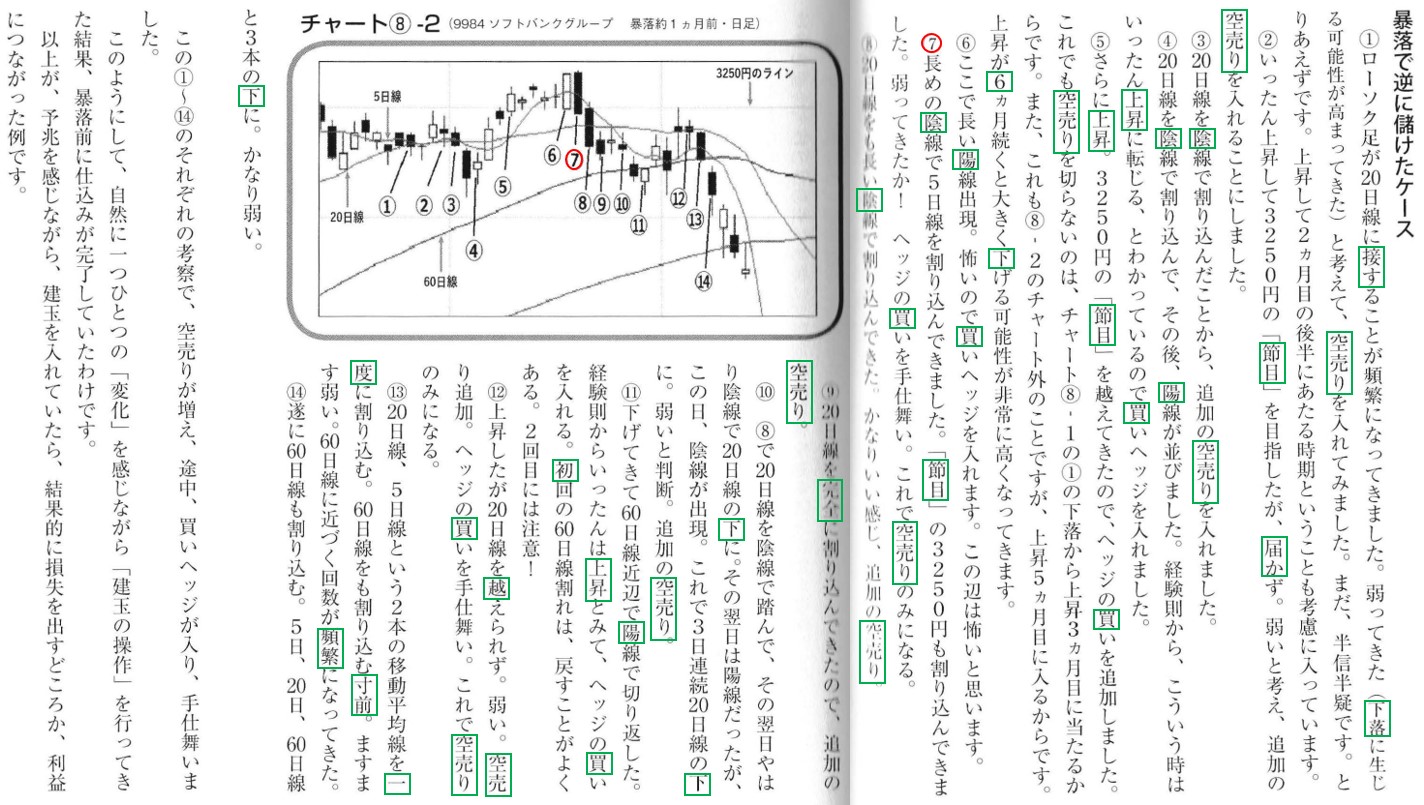 暴落で逆に儲けたケース
①ローソク足が20日線に接することが頻繁になってきました。弱ってきた(下落に生じ
る可能性が高まってきた)と考えて、空売りを入れてみました。まだ、半信半疑です。と
りあえずです。上昇して2ヵ月目の後半にあたる時期ということも考慮に入っています。
②いったん上昇して3250円の「節目」を目指したが、届かず。弱いと考え、追加の
空売りを入れることにしました。
③20日線を陰線で割り込んだことから、追加の空売りを入れました。
④20日線を陰線で割り込んで、その後、陽線が並びました。経験則から、こういう時は
いったん上昇に転じる、とわかっているので買いヘッジを入れました。
⑤さらに上昇。3250円の「節目」を越えてきたので、ヘッジの買いを追加しました。
これでも空売りを切らないのは、チャート⑧-1の①の下落から上昇3ヵ月目に当たるか
らです。また、これも⑧-2のチャート外のことですが、上昇5ヵ月目に入るからです。
上昇が6ヵ月続くと大きく下げる可能性が非常に高くなってきます。
⑥ここで長い陽線出現。怖いので買いヘッジを入れます。この辺は怖いと思います。
⑦長めの陰線で5日線を割り込んできました。「節目」の3250円も割り込んできま
した。弱ってきたか! ヘッジの買いを手仕舞い。これで空売りのみになる。
⑧20日線をも長い陰線で割り込んできた。かなりいい感じ、追加の空売り。
チャート⑧-2(9984 ソフトバンクグループ 暴落約1ヵ月前・日足)
3250円のライン
5日線
20日線
60日線
①
②
③
④
⑤
⑥
⑦
⑧
⑨
⑩
⑪
⑫
⑬
⑭
⑨20日線を完全に割り込んできたので、追加の
空売り。
⑩ ⑧で20日線を陰線で踏んで、その翌日やは
り陰線で20日線の下に。その翌日は陽線だったが、
この日、陰線が出現。これで3日連続20日線の下
に。弱いと判断。追加の空売り。
⑪下げてきて60日線近辺で陽線で切り返した。
経験則からいったんは上昇とみて、ヘッジの買い
を入れる。初回の60日線割れは、戻すことがよく
ある。2回目には注意!
⑫上昇したが20日線を越えられず。弱い。空売
り追加。ヘッジの買いを手仕舞い。これで空売り
のみになる。
⑬20日線、5日線という2本の移動平均線を一
度に割り込む。60日線をも割り込む寸前。ますま
す弱い。60日線に近づく回数が頻繁になってきた。
⑭遂に60日線も割り込む。5日、20日、60日線
と3本の下に。かなり弱い。
この①〜⑭のそれぞれの考察で、空売りが増え、途中、買いヘッジが入り、手仕舞いま
した。
このようにして、自然に一つひとつの「変化」を感じながら「建玉の操作」を行ってき
た結果、暴落前に仕込みが完了していたわけです。
以上が、予兆を感じながら、建玉を入れていたら、結果的に損失を出すどころか、利益
につながった例です。